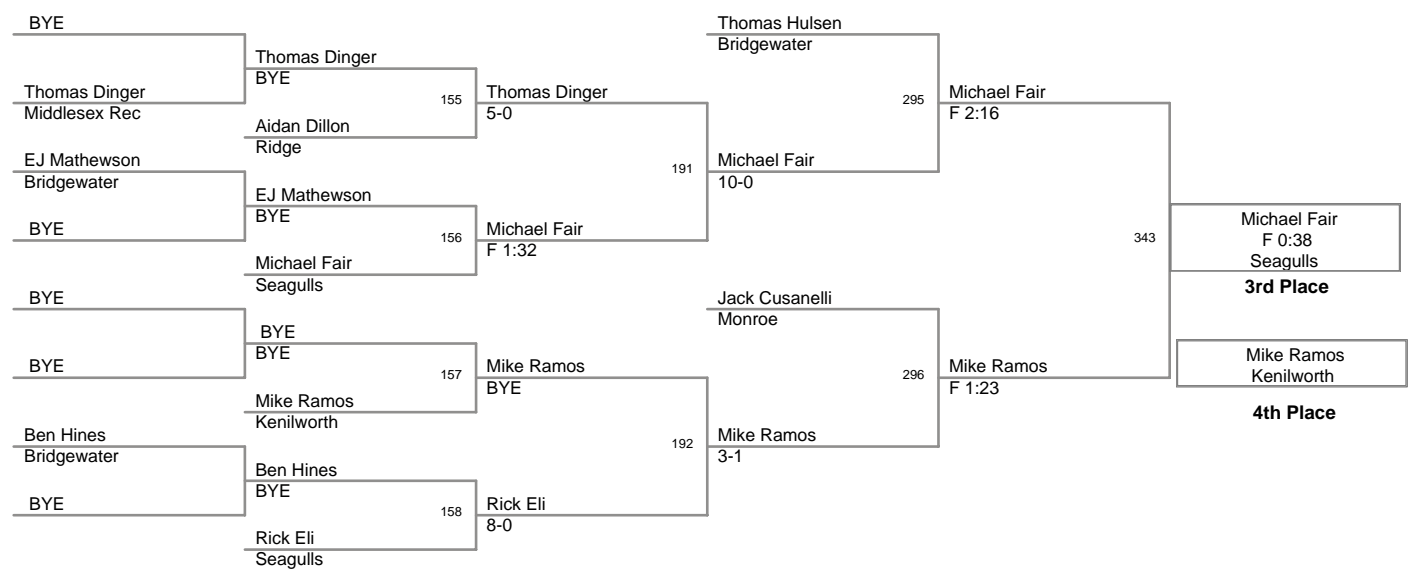 BYE
Thomas Dinger
Middlesex Rec
EJ Mathewson
Bridgewater
BYE
BYE
BYE
Ben Hines
Bridgewater
BYE
Thomas Dinger
BYE
155
Aidan Dillon
Ridge
EJ Mathewson
BYE
156
Michael Fair
Seagulls
BYE
BYE
157
Mike Ramos
Kenilworth
Ben Hines
BYE
158
Rick Eli
Seagulls
Thomas Dinger
5-0
191
Michael Fair
F 1:32
Mike Ramos
BYE
192
Rick Eli
8-0
Thomas Hulsen
Bridgewater
295
Michael Fair
10-0
Jack Cusanelli
Monroe
296
Mike Ramos
3-1
Michael Fair
F 2:16
343
Mike Ramos
F 1:23
Michael Fair
F 0:38
Seagulls
3rd Place
Mike Ramos
Kenilworth
4th Place